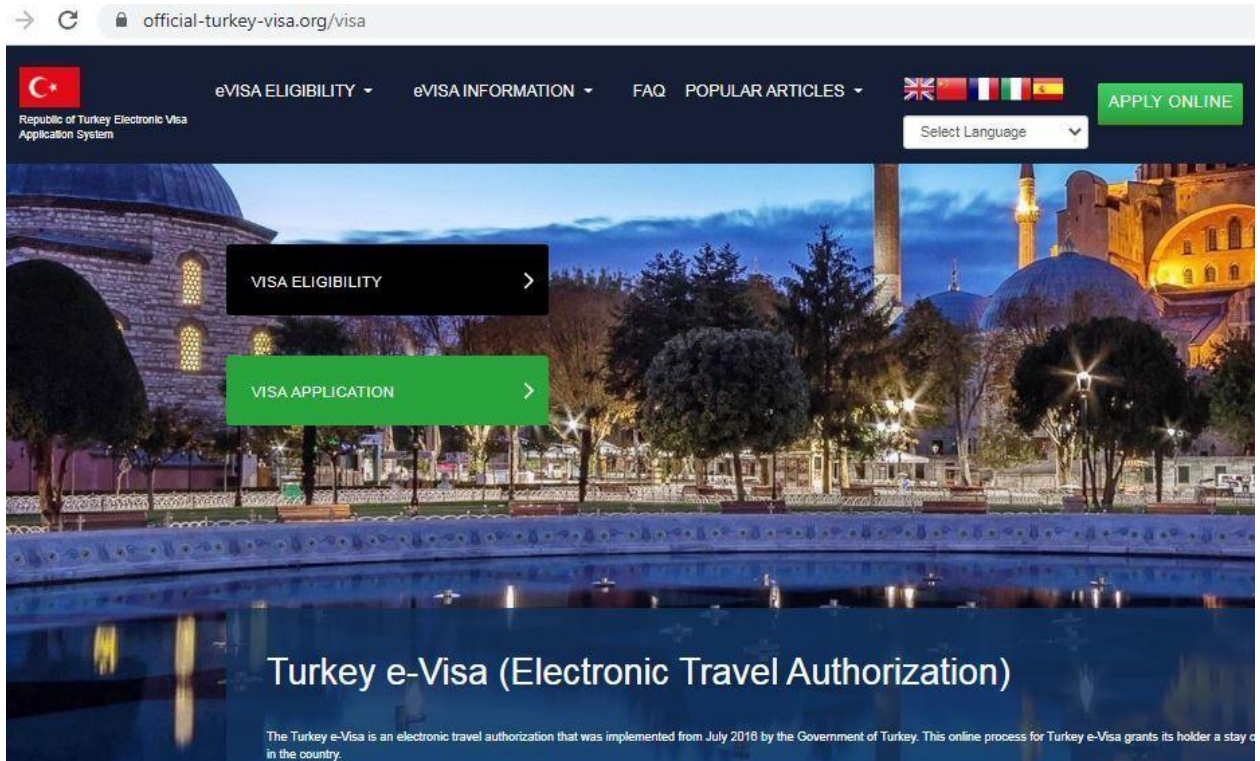 official-turkey-visa.org/visa
eVISA ELIGIBILITY eVISA INFORMATION FAQ POPULAR ARTICLES
APPLY ONLINE
Republic of Turkey Electronic Visa
Application System
Select Language
VISA ELIGIBILITY
VISA APPLICATION
Turkey e-Visa (Electronic Travel Authorization)
The Turkey e-Visa is an electronic travel authorization that was implemented from July 2016 by the Government of Turkey. This online process for Turkey e-Visa grants its holder a stay
in the country.